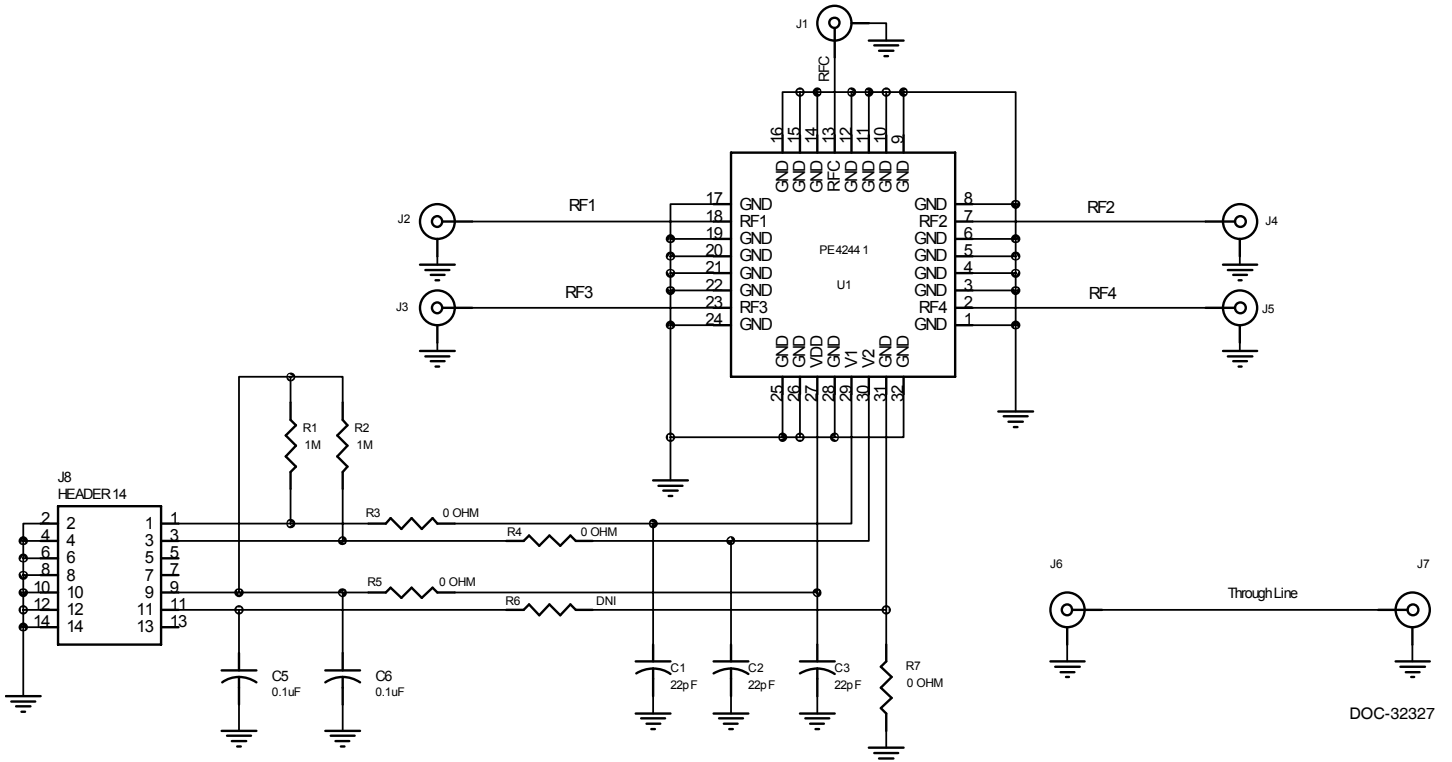 J1
RFC
16 15 14 13 12 11 10 9
GND GND GND RFC GND GND GND GND
17 GND
18 RF1
19 GND
20 GND
21 GND
22 GND
23 RF3
24 GND
GND 8
RF2 7
GND 6
GND 5
GND 4
GND 3
RF4 2
GND 1
PE42441
U1
GND GND VDD GND V1 V2 GND GND
25 26 27 28 29 30 31 32
J2
RF1
J3
RF3
RF2
J4
RF4
J5
R1
1M
R2
1M
J8
HEADER 14
2 2 1 1
4 4 3 3
6 6 5 5
8 8 7 7
10 10 9 9
12 12 11 11
14 14 13 13
R3 0 OHM
R4 0 OHM
R5 0 OHM
R6 DNI
C5
0.1uF
C6
0.1uF
C1
22pF
C2
22pF
C3
22pF
R7
0 OHM
J6
Through Line
J7
DOC-32327